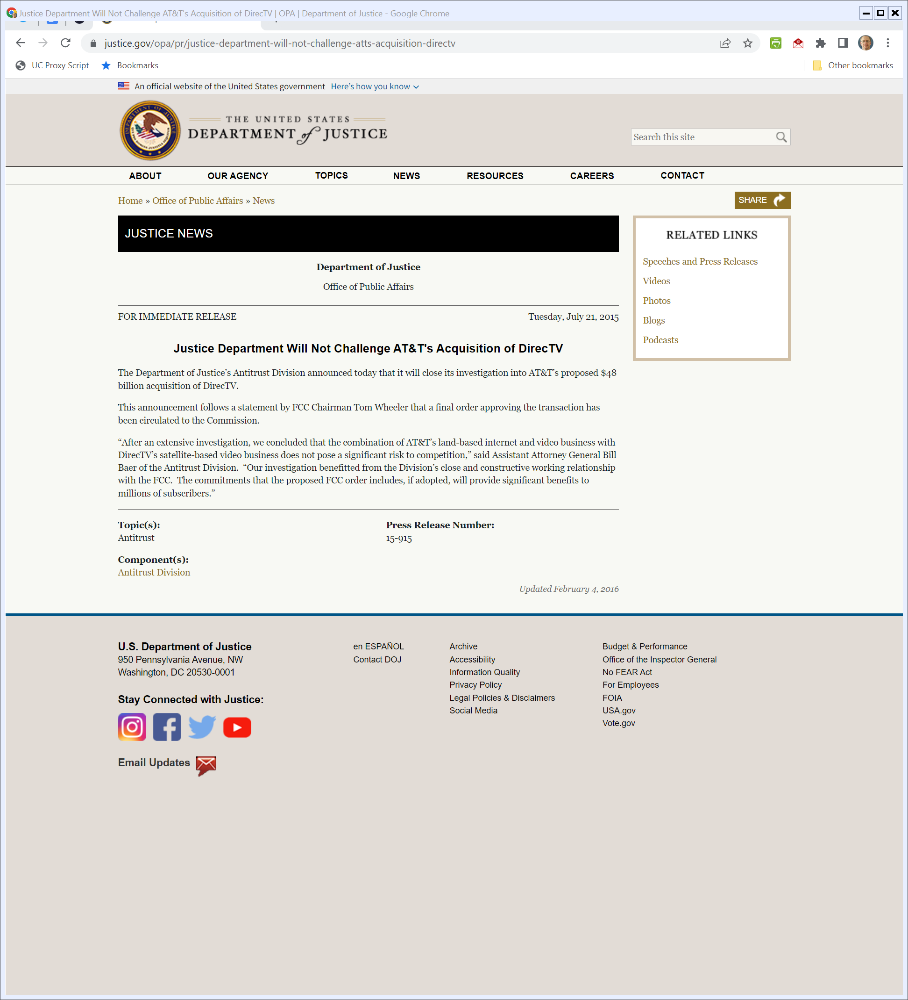 Justice Department Will Not Challenge AT&T's Acquisition of DirecTV | OPA | Department of Justice - Google Chrome
justice.gov/opa/pr/justice-department-will-not-challenge-atts-acquisition-directv
UC Proxy Script Bookmarks Other bookmarks
An official website of the United States government Here's how you know
THE UNITED STATES
DEPARTMENT of JUSTICE
Search this site
ABOUT OUR AGENCY TOPICS NEWS RESOURCES CAREERS CONTACT
Home » Office of Public Affairs » News
SHARE
JUSTICE NEWS
Department of Justice
Office of Public Affairs
FOR IMMEDIATE RELEASE Tuesday, July 21, 2015
Justice Department Will Not Challenge AT&T's Acquisition of DirecTV
The Department of Justice’s Antitrust Division announced today that it will close its investigation into AT&T’s proposed $48
billion acquisition of DirecTV.
This announcement follows a statement by FCC Chairman Tom Wheeler that a final order approving the transaction has
been circulated to the Commission.
“After an extensive investigation, we concluded that the combination of AT&T’s land-based internet and video business with
DirecTV’s satellite-based video business does not pose a significant risk to competition,” said Assistant Attorney General Bill
Baer of the Antitrust Division.  “Our investigation benefitted from the Division’s close and constructive working relationship
with the FCC.  The commitments that the proposed FCC order includes, if adopted, will provide significant benefits to
millions of subscribers.”
Topic(s):
Antitrust
Press Release Number:
15-915
Component(s):
Antitrust Division
Updated February 4, 2016
RELATED LINKS
Speeches and Press Releases
Videos
Photos
Blogs
Podcasts
U.S. Department of Justice
950 Pennsylvania Avenue, NW
Washington, DC 20530-0001
Stay Connected with Justice:
Email Updates
en ESPAÑOL
Contact DOJ
Archive
Accessibility
Information Quality
Privacy Policy
Legal Policies & Disclaimers
Social Media
Budget & Performance
Office of the Inspector General
No FEAR Act
For Employees
FOIA
USA.gov
Vote.gov